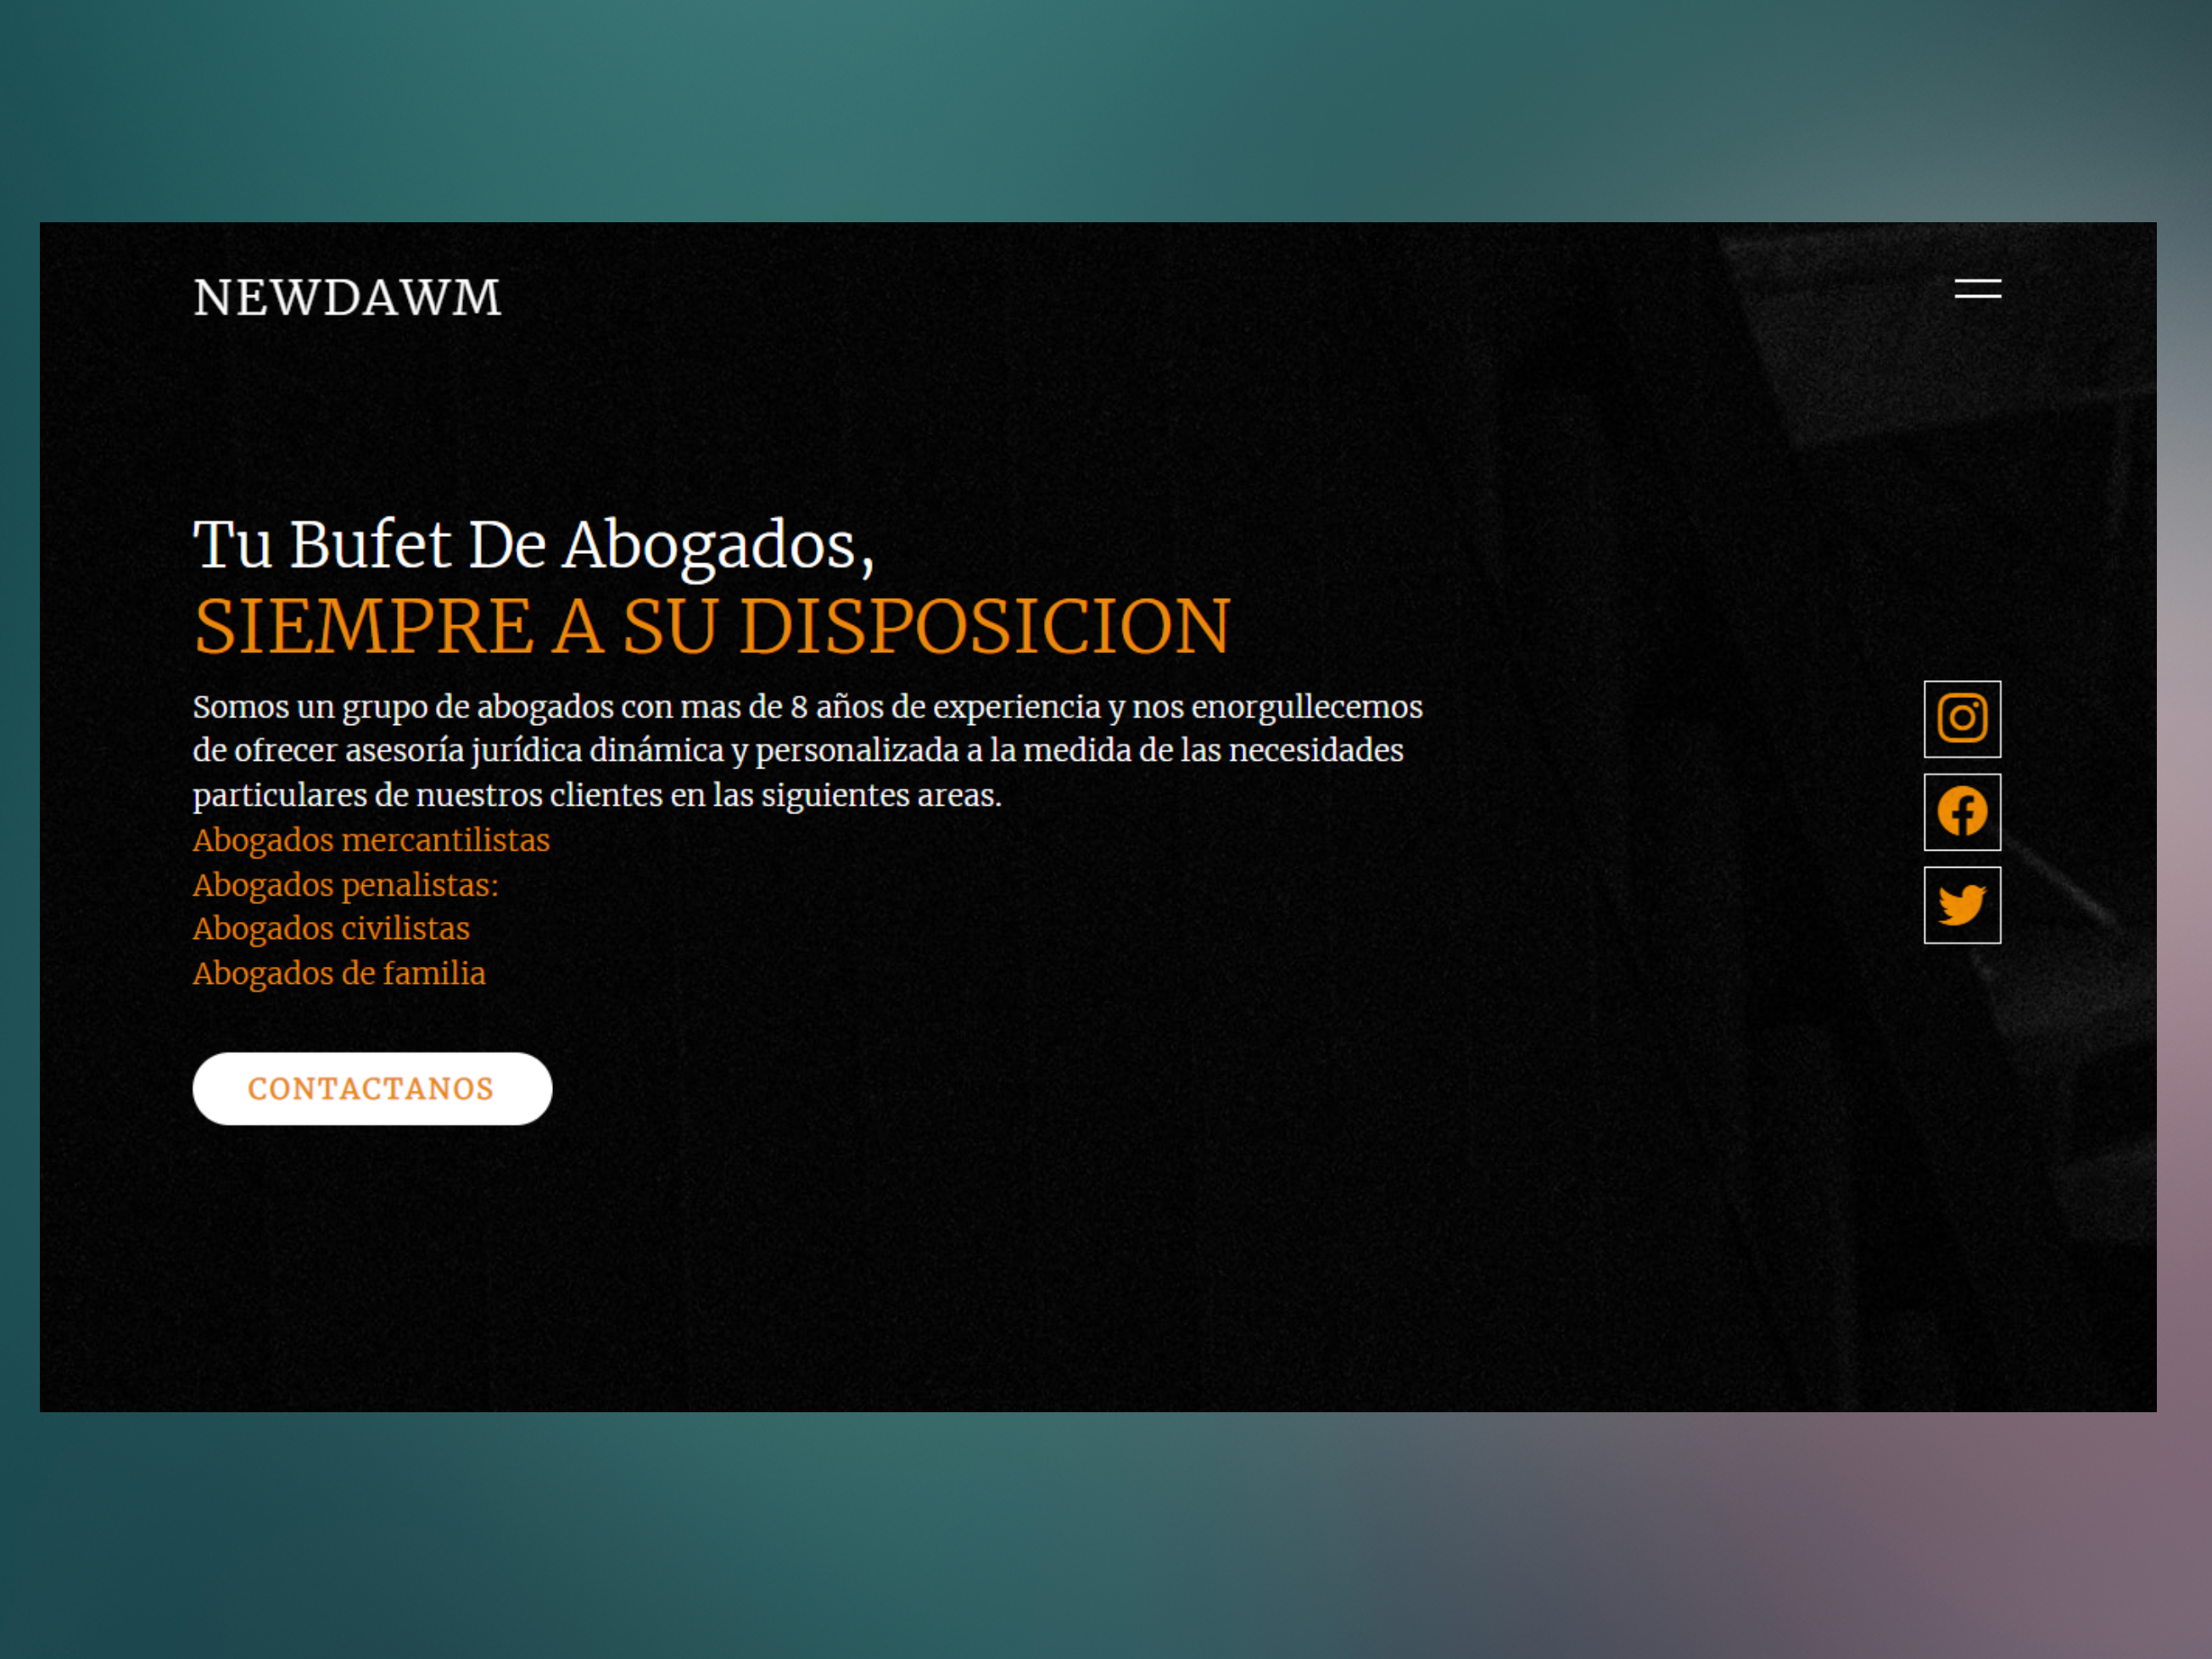 NEWDAWM
Tu Bufet De Abogados,
SIEMPRE A SU DISPOSICION
Somos un grupo de abogados con mas de 8 años de experiencia y nos enorgullecemos
de ofrecer asesoría jurídica dinámica y personalizada a la medida de las necesidades
particulares de nuestros clientes en las siguientes areas.
Abogados mercantilistas
Abogados penalistas:
Abogados civilistas
Abogados de familia
CONTACTANOS